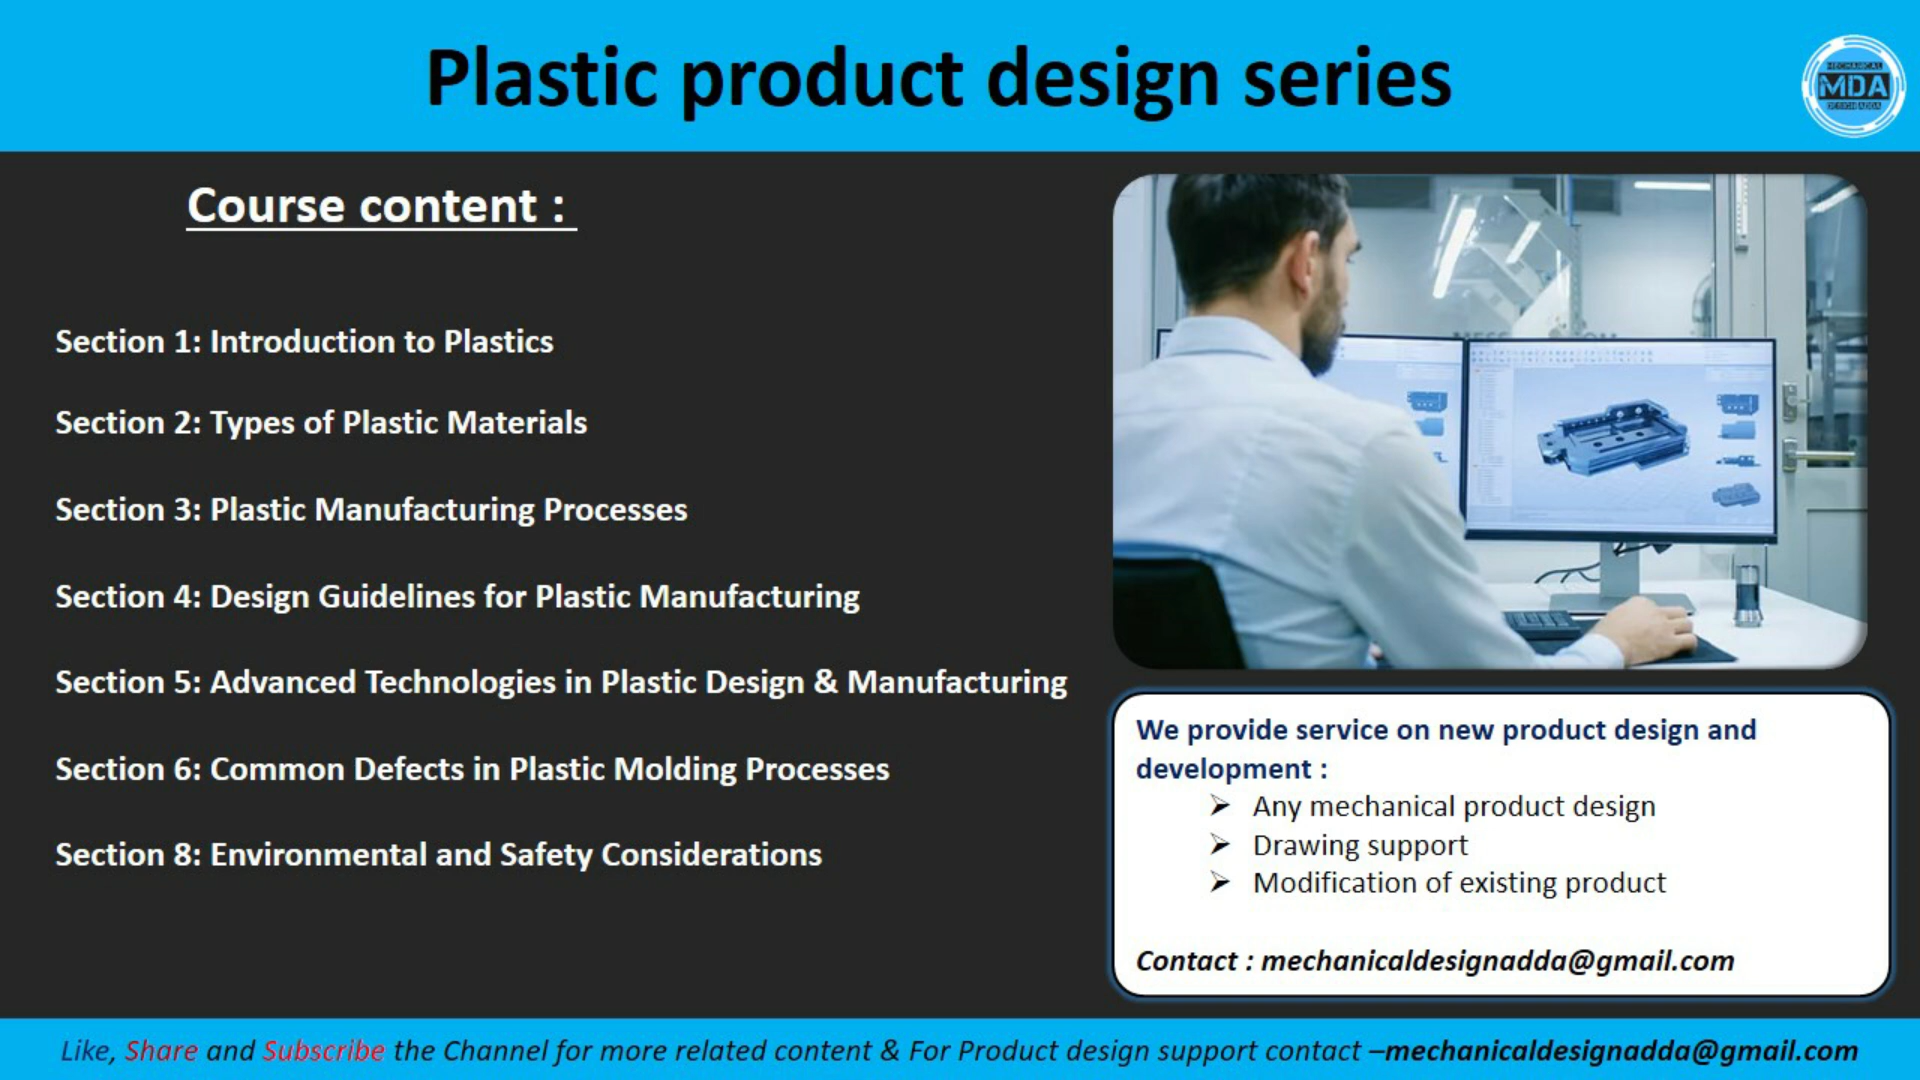 Plastic product design series
MECHANICAL
MDA
DESIGN ADDA
Course content :
Section 1: Introduction to Plastics
Section 2: Types of Plastic Materials
Section 3: Plastic Manufacturing Processes
Section 4: Design Guidelines for Plastic Manufacturing
Section 5: Advanced Technologies in Plastic Design & Manufacturing
Section 6: Common Defects in Plastic Molding Processes
Section 8: Environmental and Safety Considerations
We provide service on new product design and
development :
➢ Any mechanical product design
➢ Drawing support
➢ Modification of existing product
Contact : mechanicaldesignadda@gmail.com
Like, Share and Subscribe the Channel for more related content & For Product design support contact –mechanicaldesignadda@gmail.com